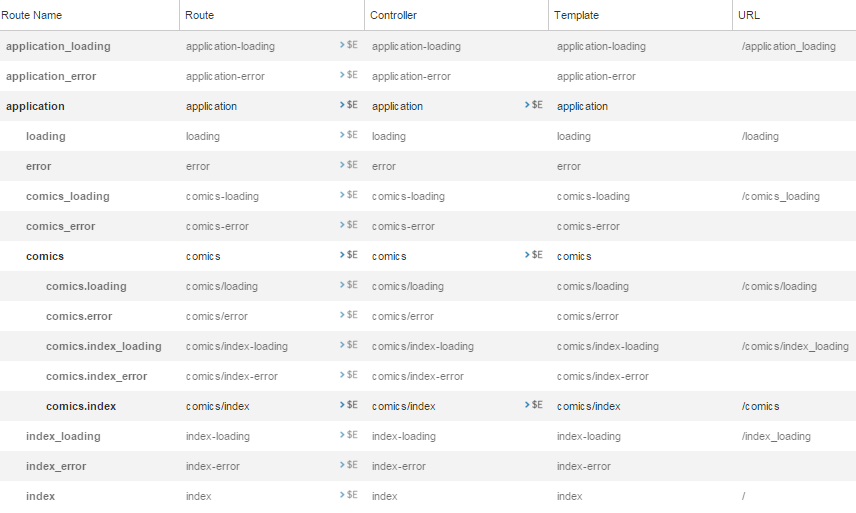 Route Name Route Controller Template URL
application_loading application-loading >$E application-loading application-loading /application_loading
application_error application-error >$E application-error application-error
application application >$E application >$E application
loading loading >$E loading loading /loading
error error >$E error error
comics_loading comics-loading >$E comics-loading comics-loading /comics_loading
comics_error comics-error >$E comics-error comics-error
comics comics >$E comics >$E comics
comics.loading comics/loading >$E comics/loading comics/loading /comics/loading
comics.error comics/error >$E comics/error comics/error
comics.index_loading comics/index-loading >$E comics/index-loading comics/index-loading /comics/index_loading
comics.index_error comics/index-error >$E comics/index-error comics/index-error
comics.index comics/index >$E comics/index >$E comics/index /comics
index_loading index-loading >$E index-loading index-loading /index_loading
index_error index-error >$E index-error index-error
index index >$E index index /